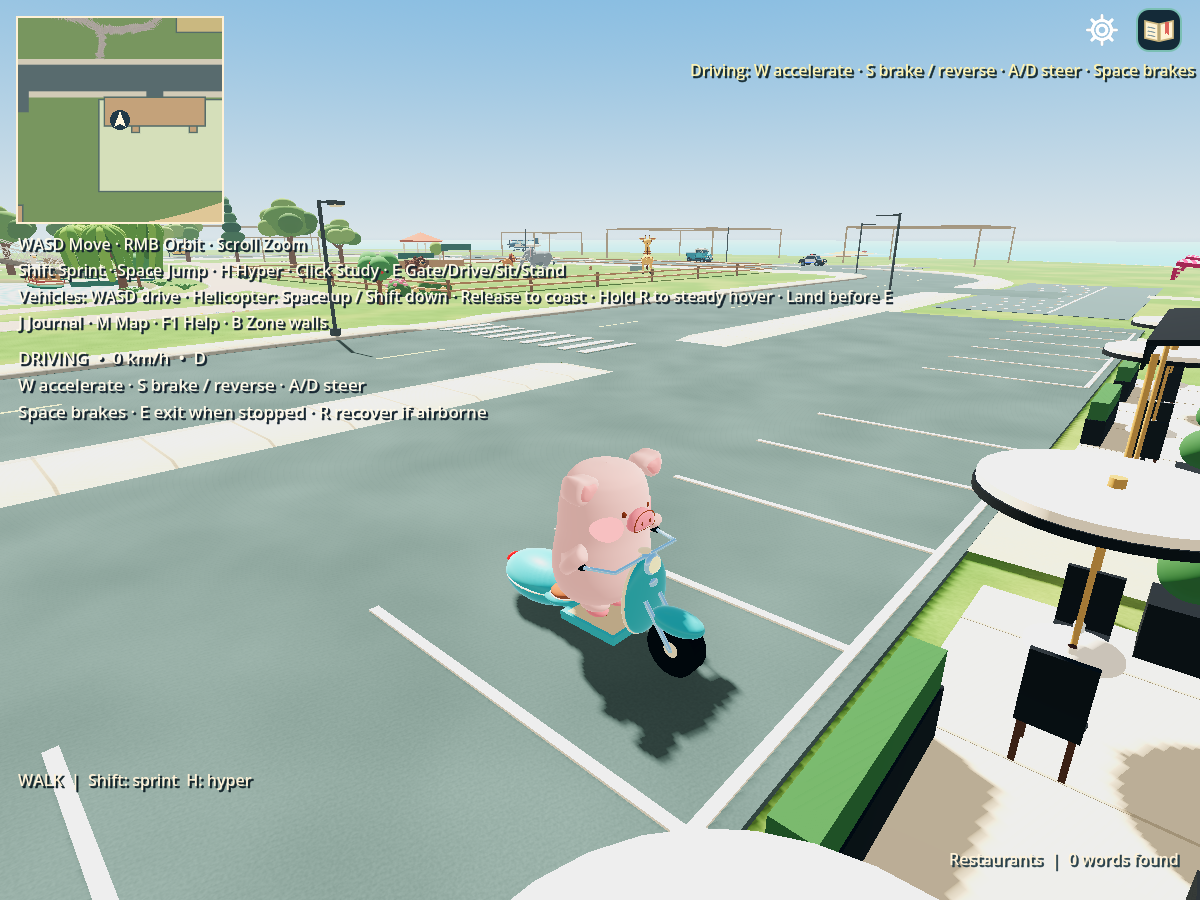 Driving: W accelerate · S brake / reverse · A/D steer · Space brakes
WASD Move · RMB Orbit · Scroll Zoom
Shift Sprint · Space Jump · H Hyper · Click Study · E Gate/Drive/Sit/Stand
Vehicles: WASD drive · Helicopter: Space up / Shift down · Release to coast · Hold R to steady hover · Land before E
J Journal · M Map · F1 Help · B Zone walls
DRIVING • 0 km/h • D
W accelerate · S brake / reverse · A/D steer
Space brakes · E exit when stopped · R recover if airborne
WALK | Shift: sprint H: hyper
Restaurants | 0 words found